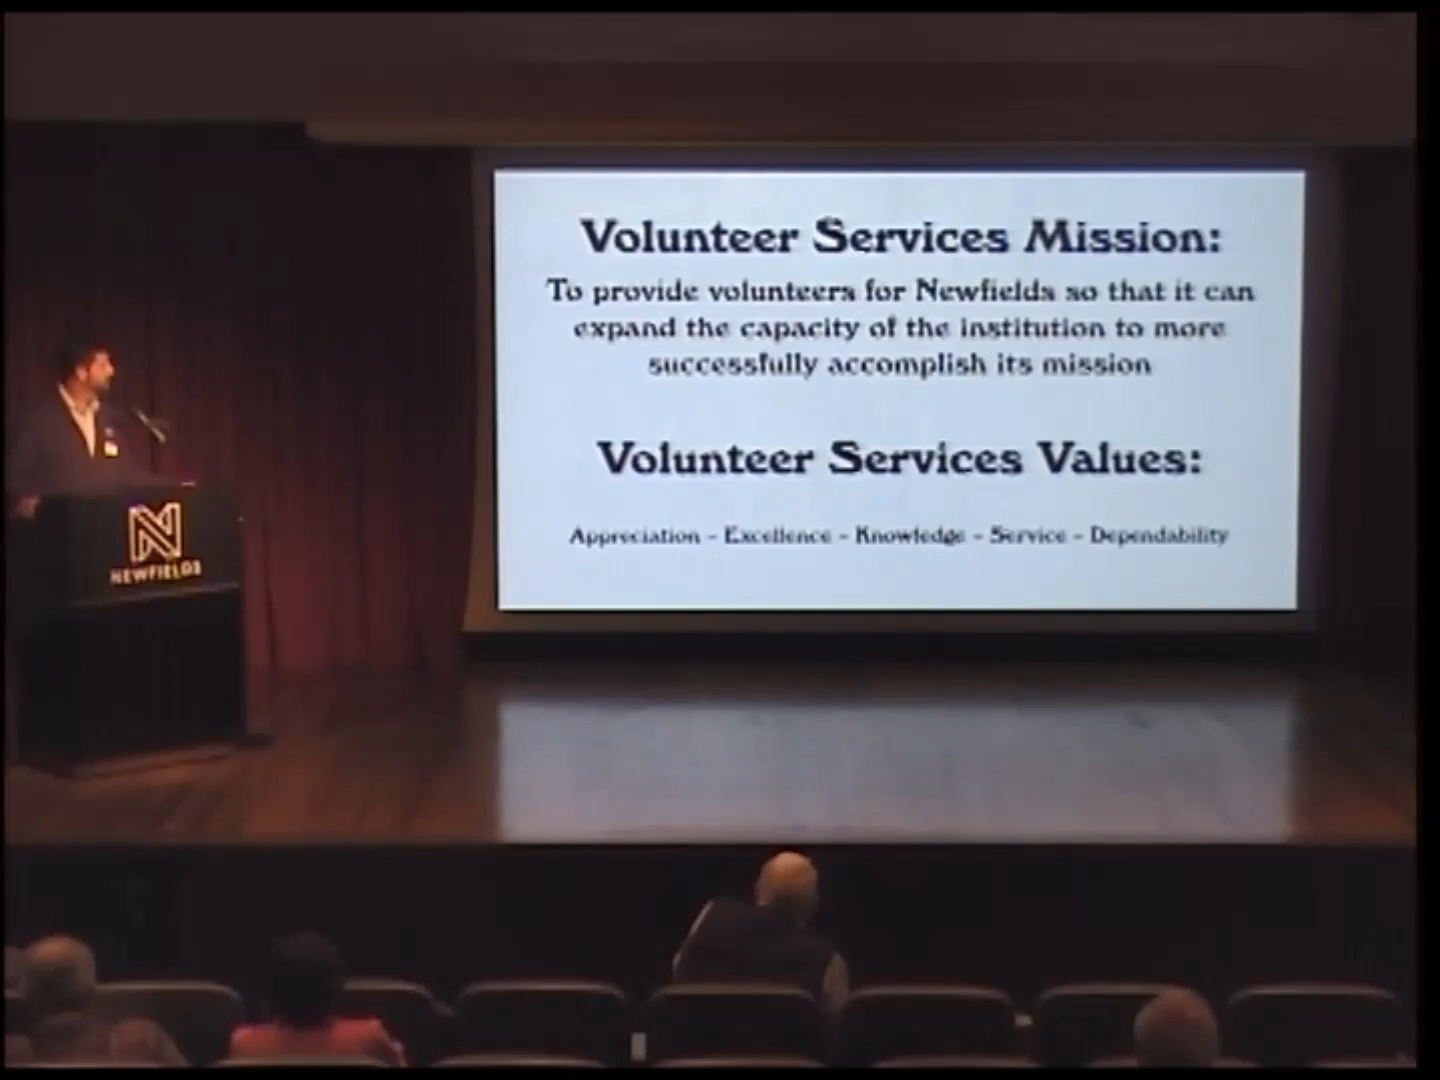 Volunteer Services Mission:
To provide volunteers for Newfields so that it can
expand the capacity of the institution to more
successfully accomplish its mission
Volunteer Services Values:
Appreciation - Excellence - Knowledge - Service - Dependability
N
NEWFIELDS